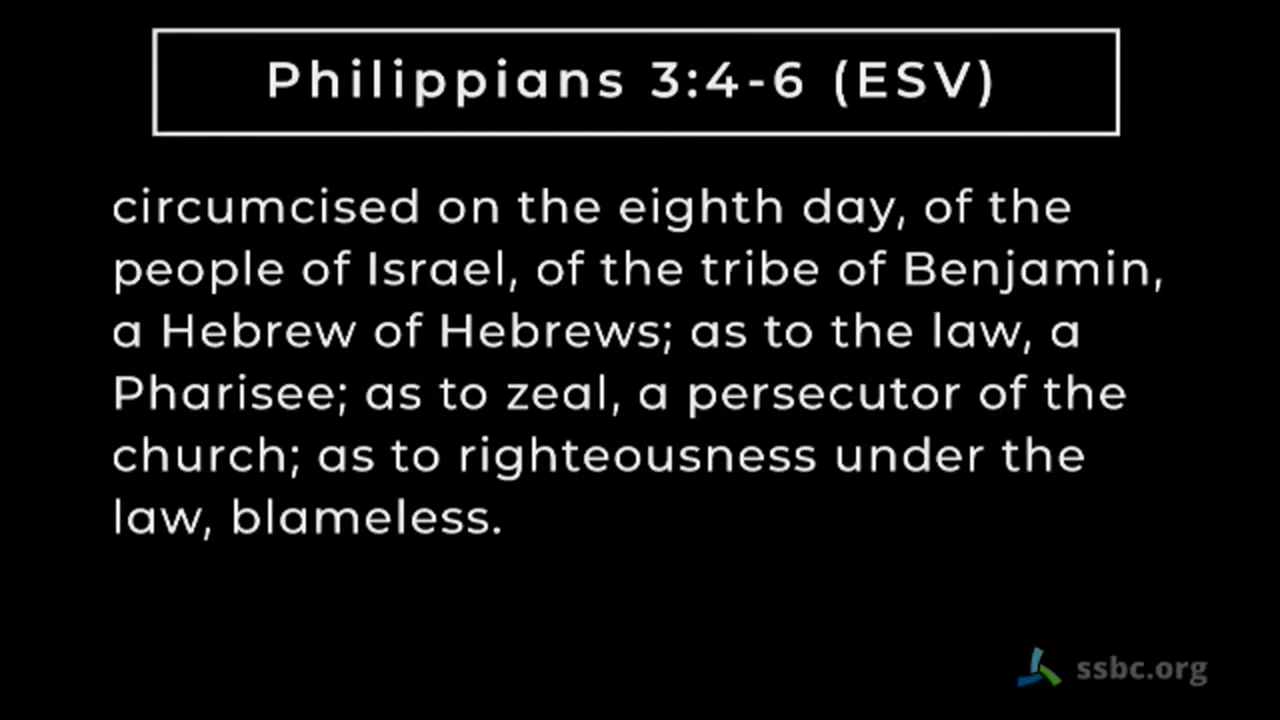 Philippians 3:4-6 (ESV)
circumcised on the eighth day, of the
people of Israel, of the tribe of Benjamin,
a Hebrew of Hebrews; as to the law, a
Pharisee; as to zeal, a persecutor of the
church; as to righteousness under the
law, blameless.
ssbc.org